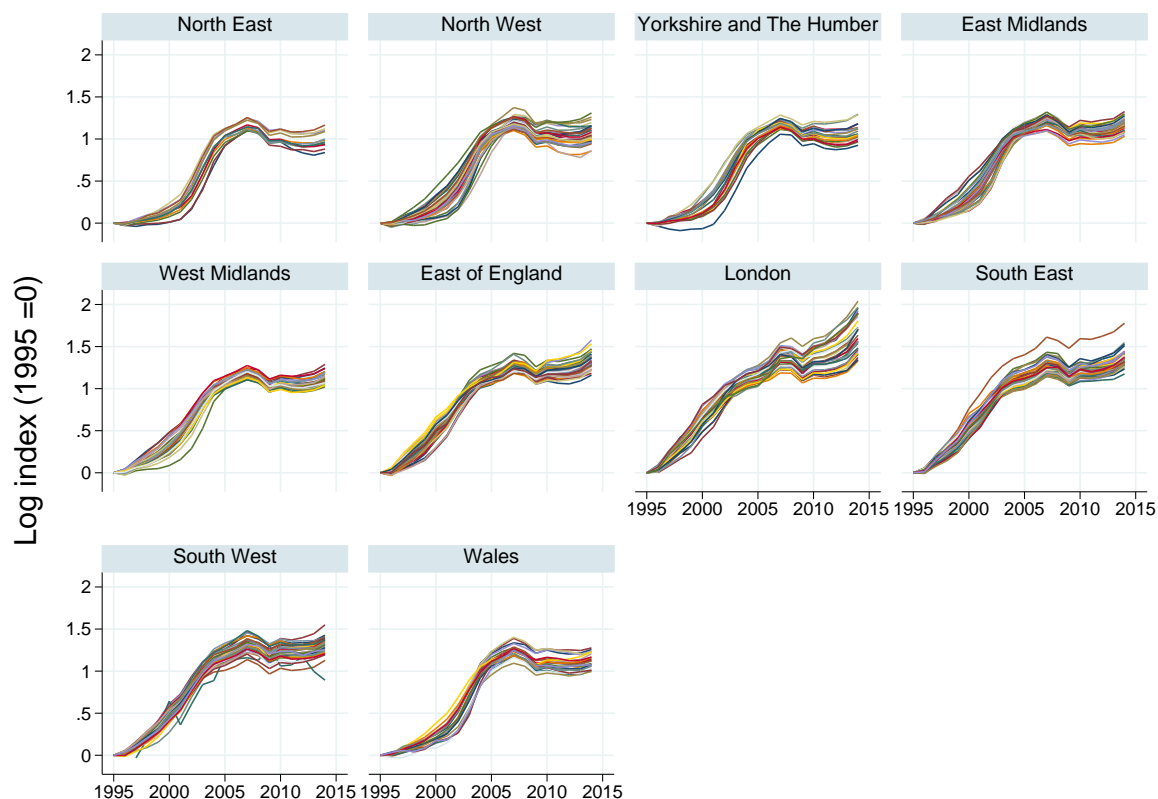 North East
North West
Yorkshire and The Humber
East Midlands
2
1.5
1
.5
0
West Midlands
East of England
London
South East
2
1.5
1
.5
0
1995 2000 2005 2010 2015
1995 2000 2005 2010 2015
South West
Wales
2
1.5
1
.5
0
1995 2000 2005 2010 2015
1995 2000 2005 2010 2015
Log index (1995 =0)